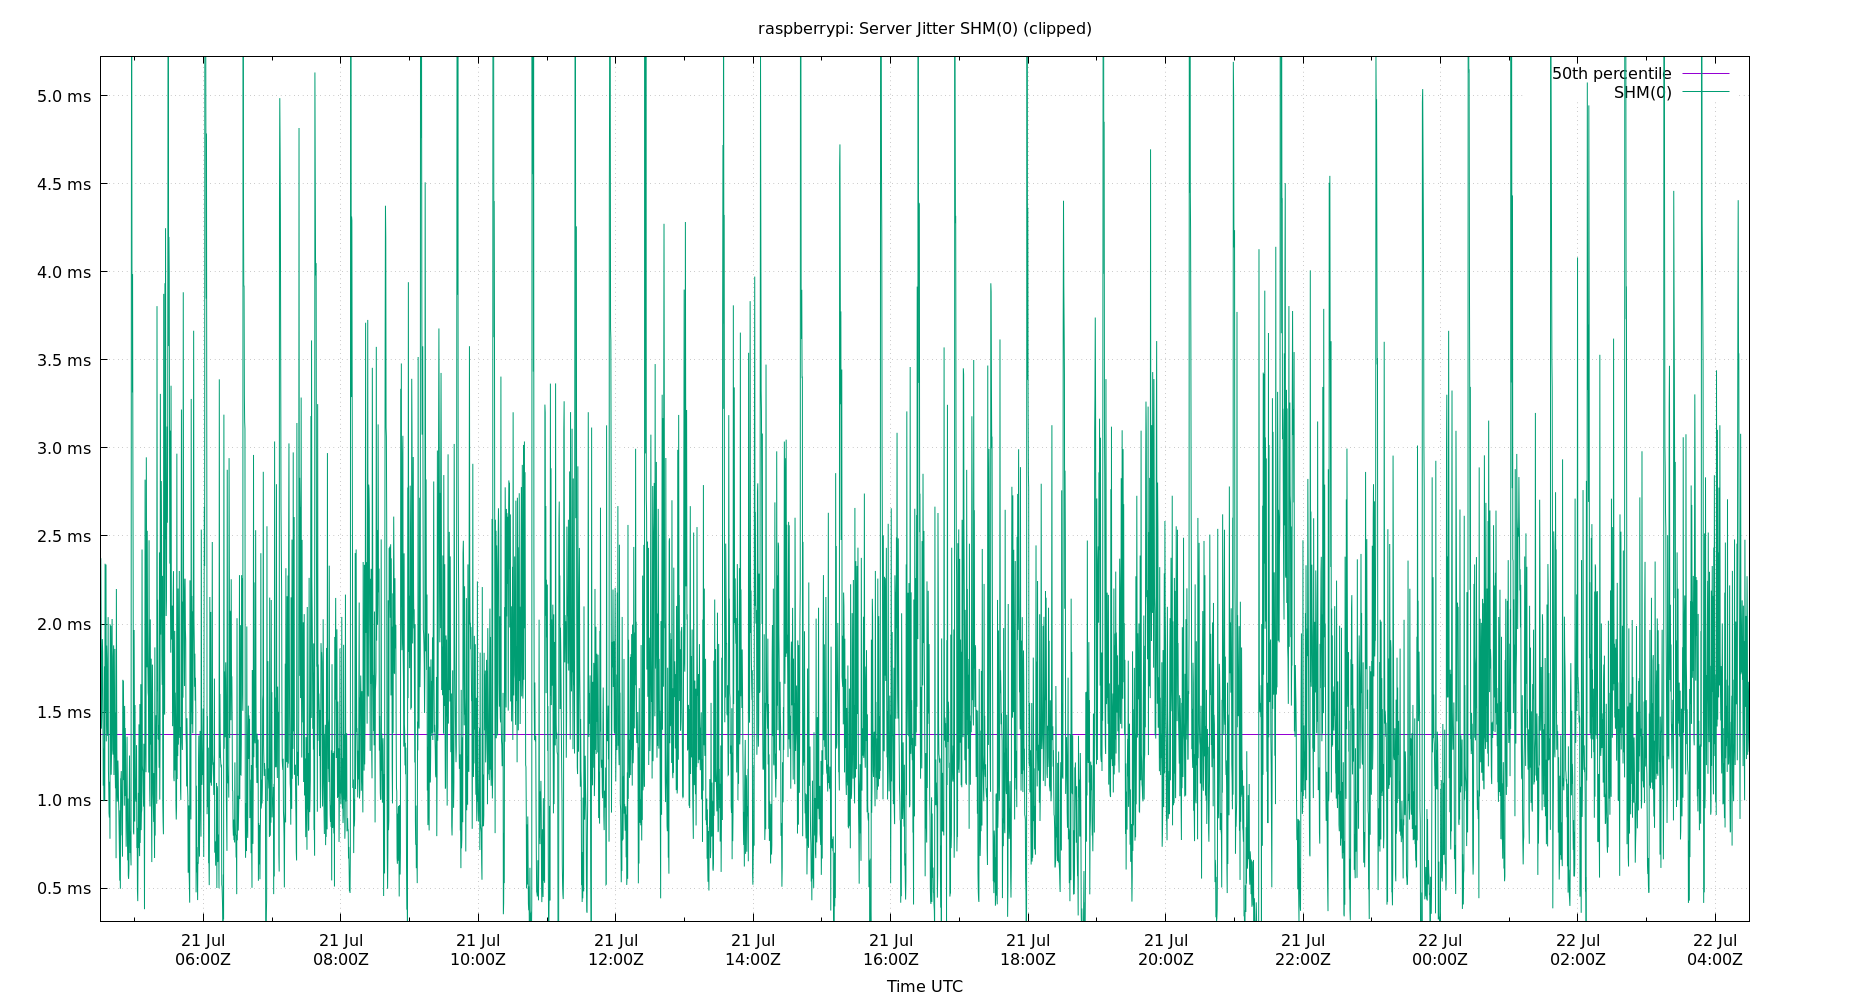 raspberrypi: Server Jitter SHM(0) (clipped)
50th percentile
SHM(0)
5.0 ms
4.5 ms
4.0 ms
3.5 ms
3.0 ms
2.5 ms
2.0 ms
1.5 ms
1.0 ms
0.5 ms
21 Jul 21 Jul 21 Jul 21 Jul 21 Jul 21 Jul 21 Jul 21 Jul 21 Jul 22 Jul 22 Jul 22 Jul
06:00Z 08:00Z 10:00Z 12:00Z 14:00Z 16:00Z 18:00Z 20:00Z 22:00Z 00:00Z 02:00Z 04:00Z
Time UTC